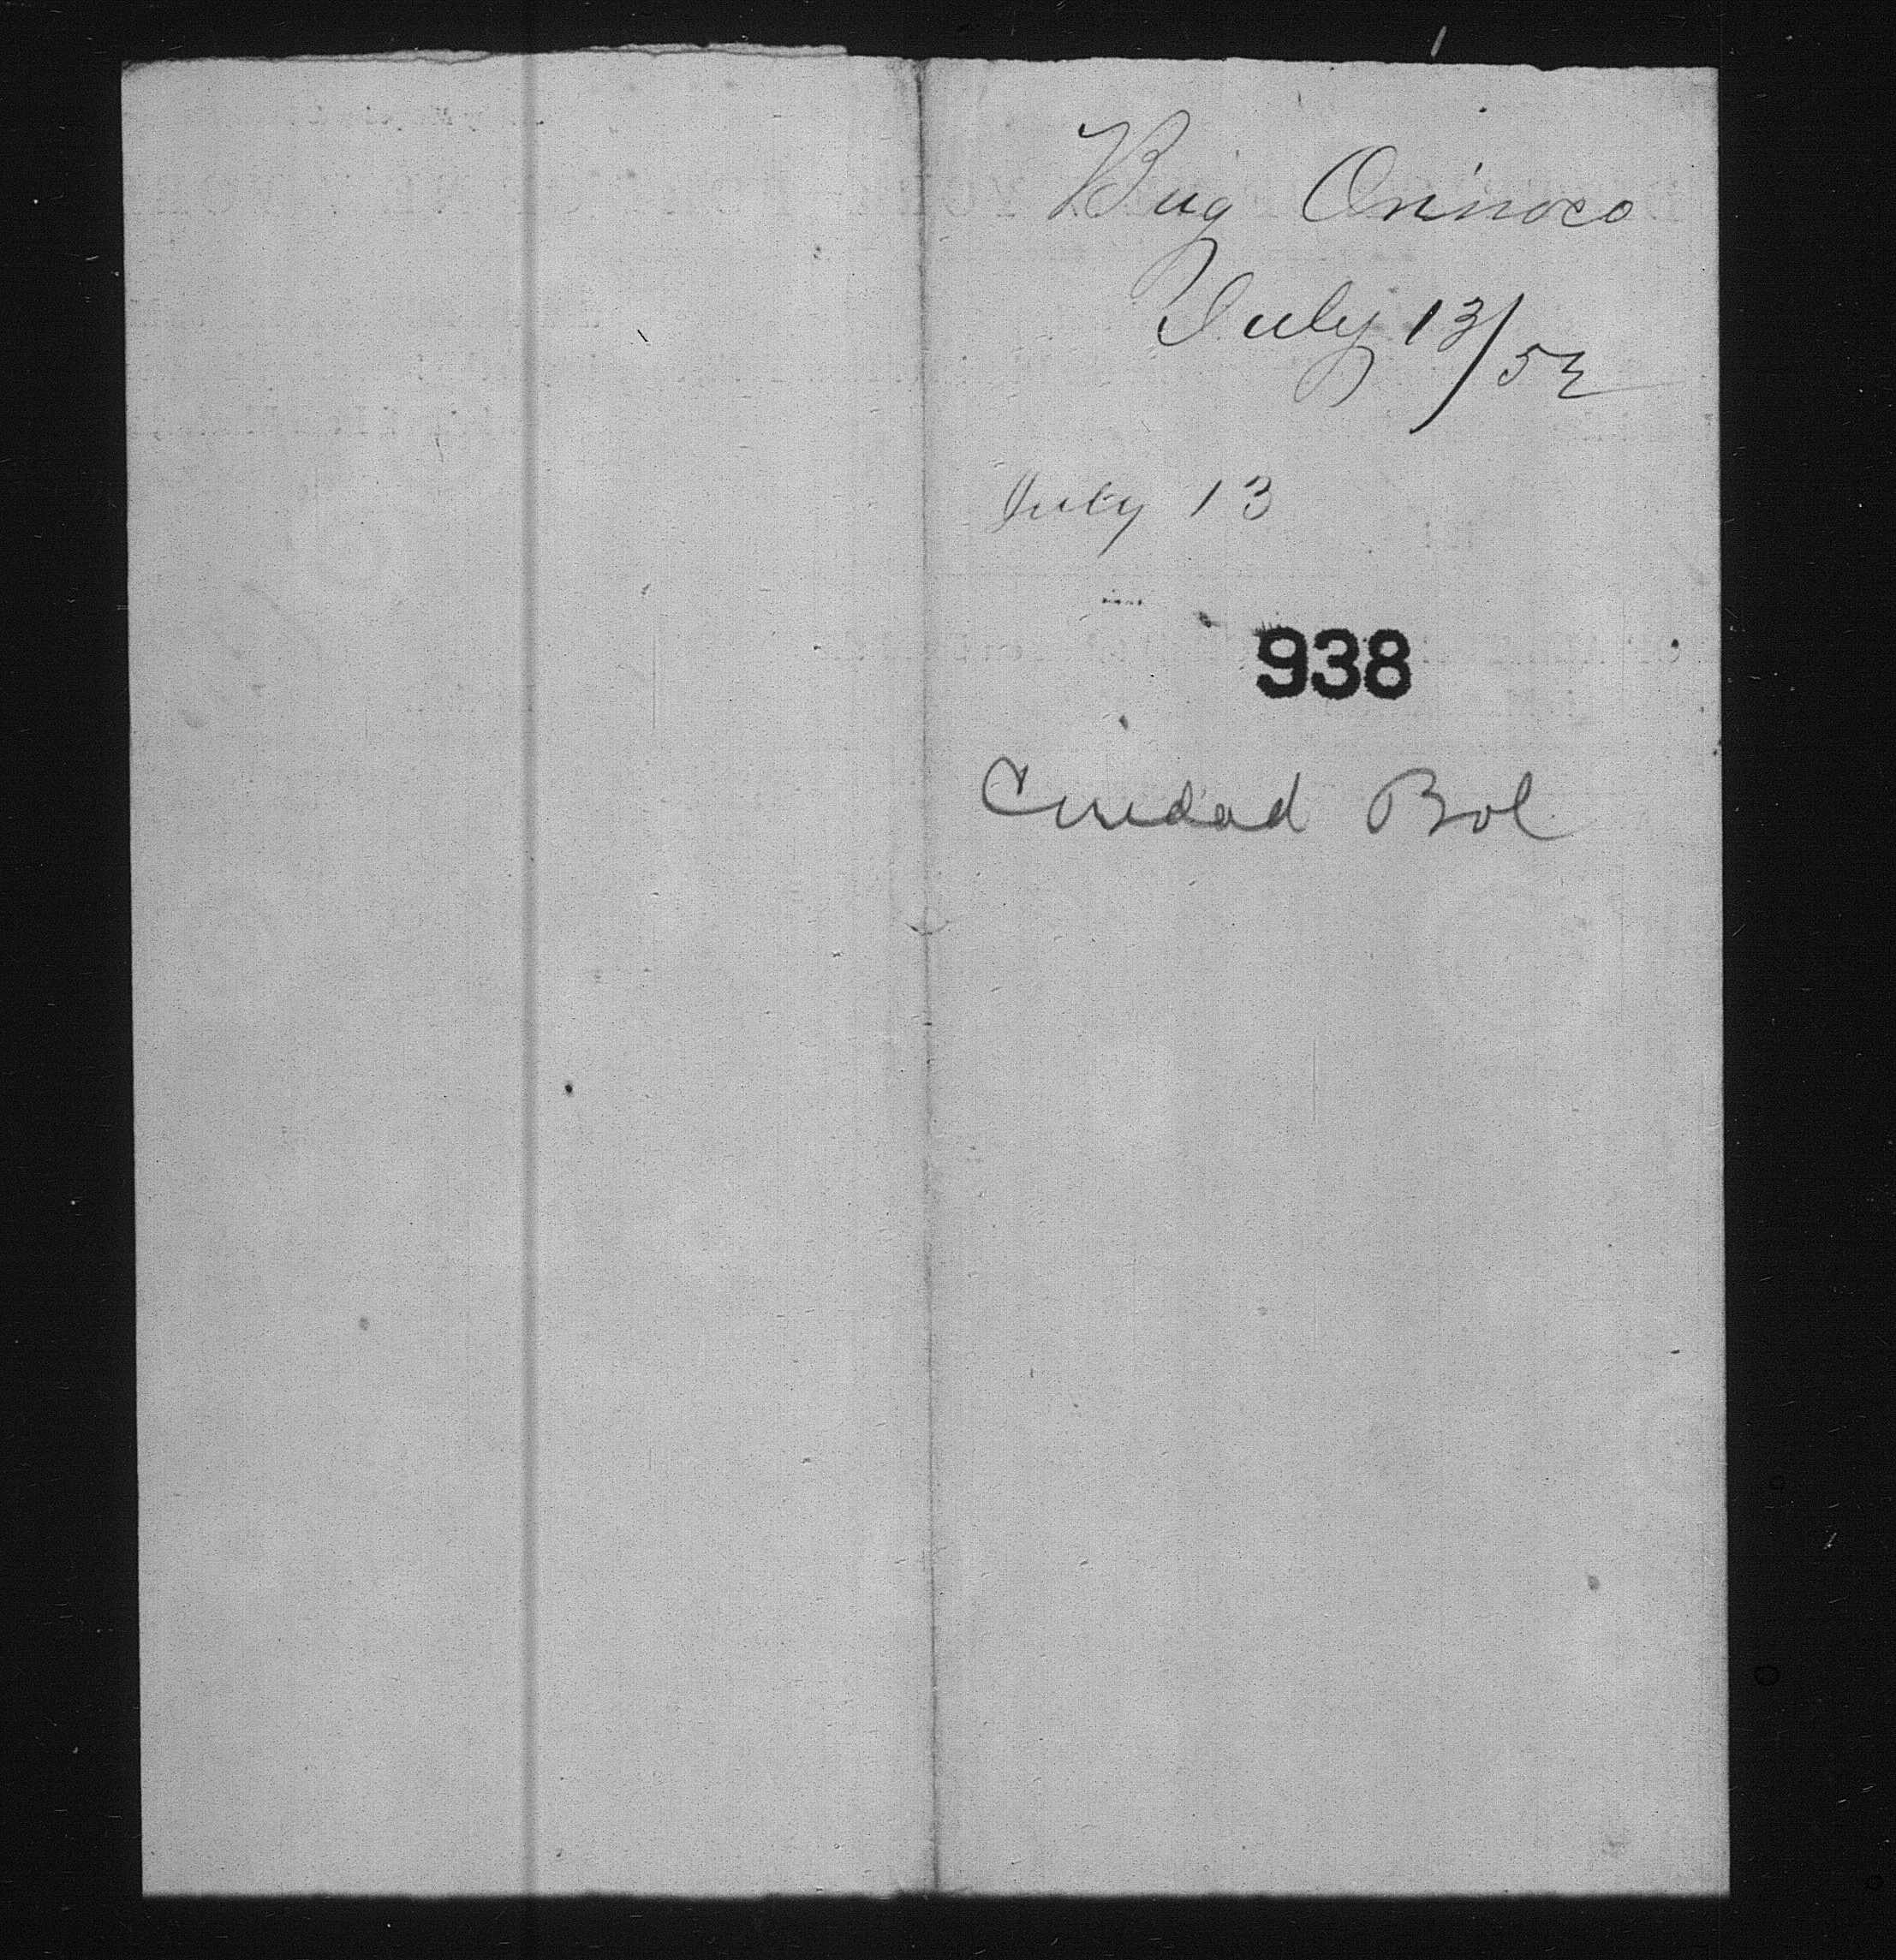 Brig Orinoco
July 13/52
July 13
938
Ciudad Bol